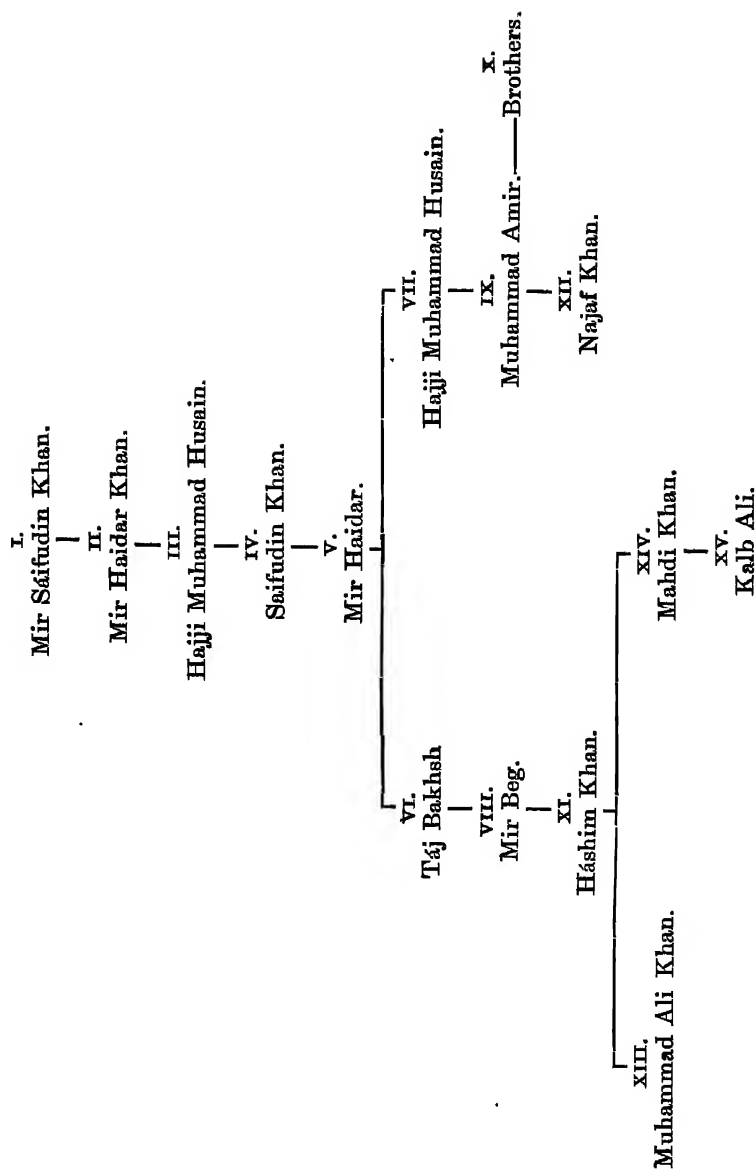 I.
Mir Sáifudin Khan.
II.
Mir Haidar Khan.
III.
Hajji Muhammad Husain.
IV.
Saifudin Khan.
V.
Mir Haidar.
VI.
Táj Bakhsh
VII.
Hajji Muhammad Husain.
VIII.
Mir Beg.
IX.
Muhammad Amir.——Brothers.
X.
XI.
Háshim Khan.
XII.
Najaf Khan.
XIII.
Muhammad Ali Khan.
XIV.
Mahdi Khan.
XV.
Kalb Ali.